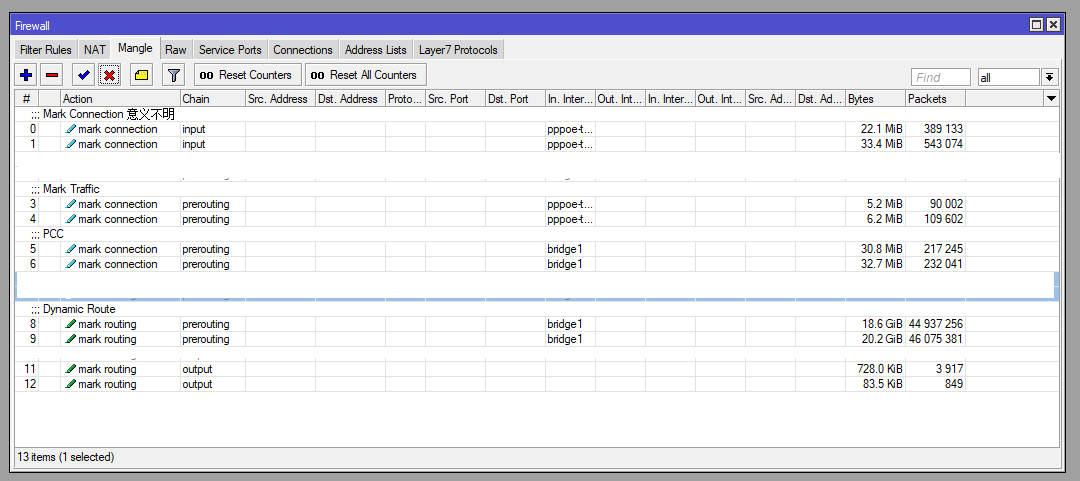 Firewall
Filter Rules NAT Mangle Raw Service Ports Connections Address Lists Layer7 Protocols
Reset Counters Reset All Counters Find all
# Action Chain Src. Address Dst. Address Proto... Src. Port Dst. Port In. Inter... Out. Int... In. Inter... Out. Int... Src. Ad... Dst. Ad... Bytes Packets
;;; Mark Connection 意义不明
0 mark connection input pppoe-t... 22.1 MiB 389 133
1 mark connection input pppoe-t... 33.4 MiB 543 074
;;; Mark Traffic
3 mark connection prerouting pppoe-t... 5.2 MiB 90 002
4 mark connection prerouting pppoe-t... 6.2 MiB 109 602
;;; PCC
5 mark connection prerouting bridge1 30.8 MiB 217 245
6 mark connection prerouting bridge1 32.7 MiB 232 041
;;; Dynamic Route
8 mark routing prerouting bridge1 18.6 GiB 44 937 256
9 mark routing prerouting bridge1 20.2 GiB 46 075 381
11 mark routing output 728.0 KiB 3 917
12 mark routing output 83.5 KiB 849
13 items (1 selected)